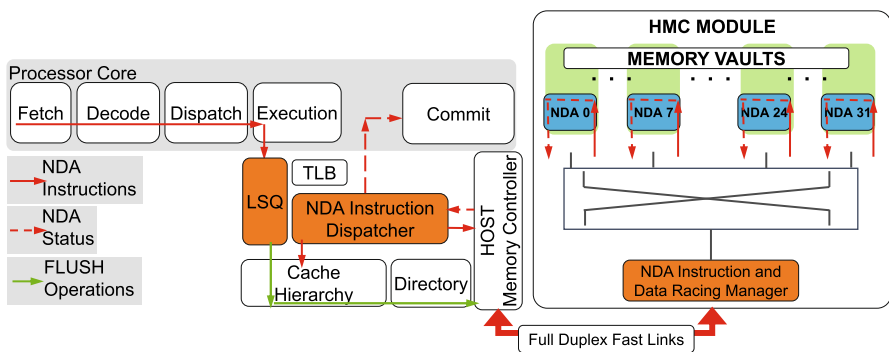 HMC MODULE
MEMORY VAULTS
. . . . . . . .
NDA 0
NDA 7
NDA 24
NDA 31
Processor Core
Fetch
Decode
Dispatch
Execution
Commit
NDA
Instructions
NDA
Status
FLUSH
Operations
LSQ
TLB
NDA Instruction
Dispatcher
HOST
Memory Controller
Cache
Hierarchy
Directory
NDA Instruction and
Data Racing Manager
Full Duplex Fast Links